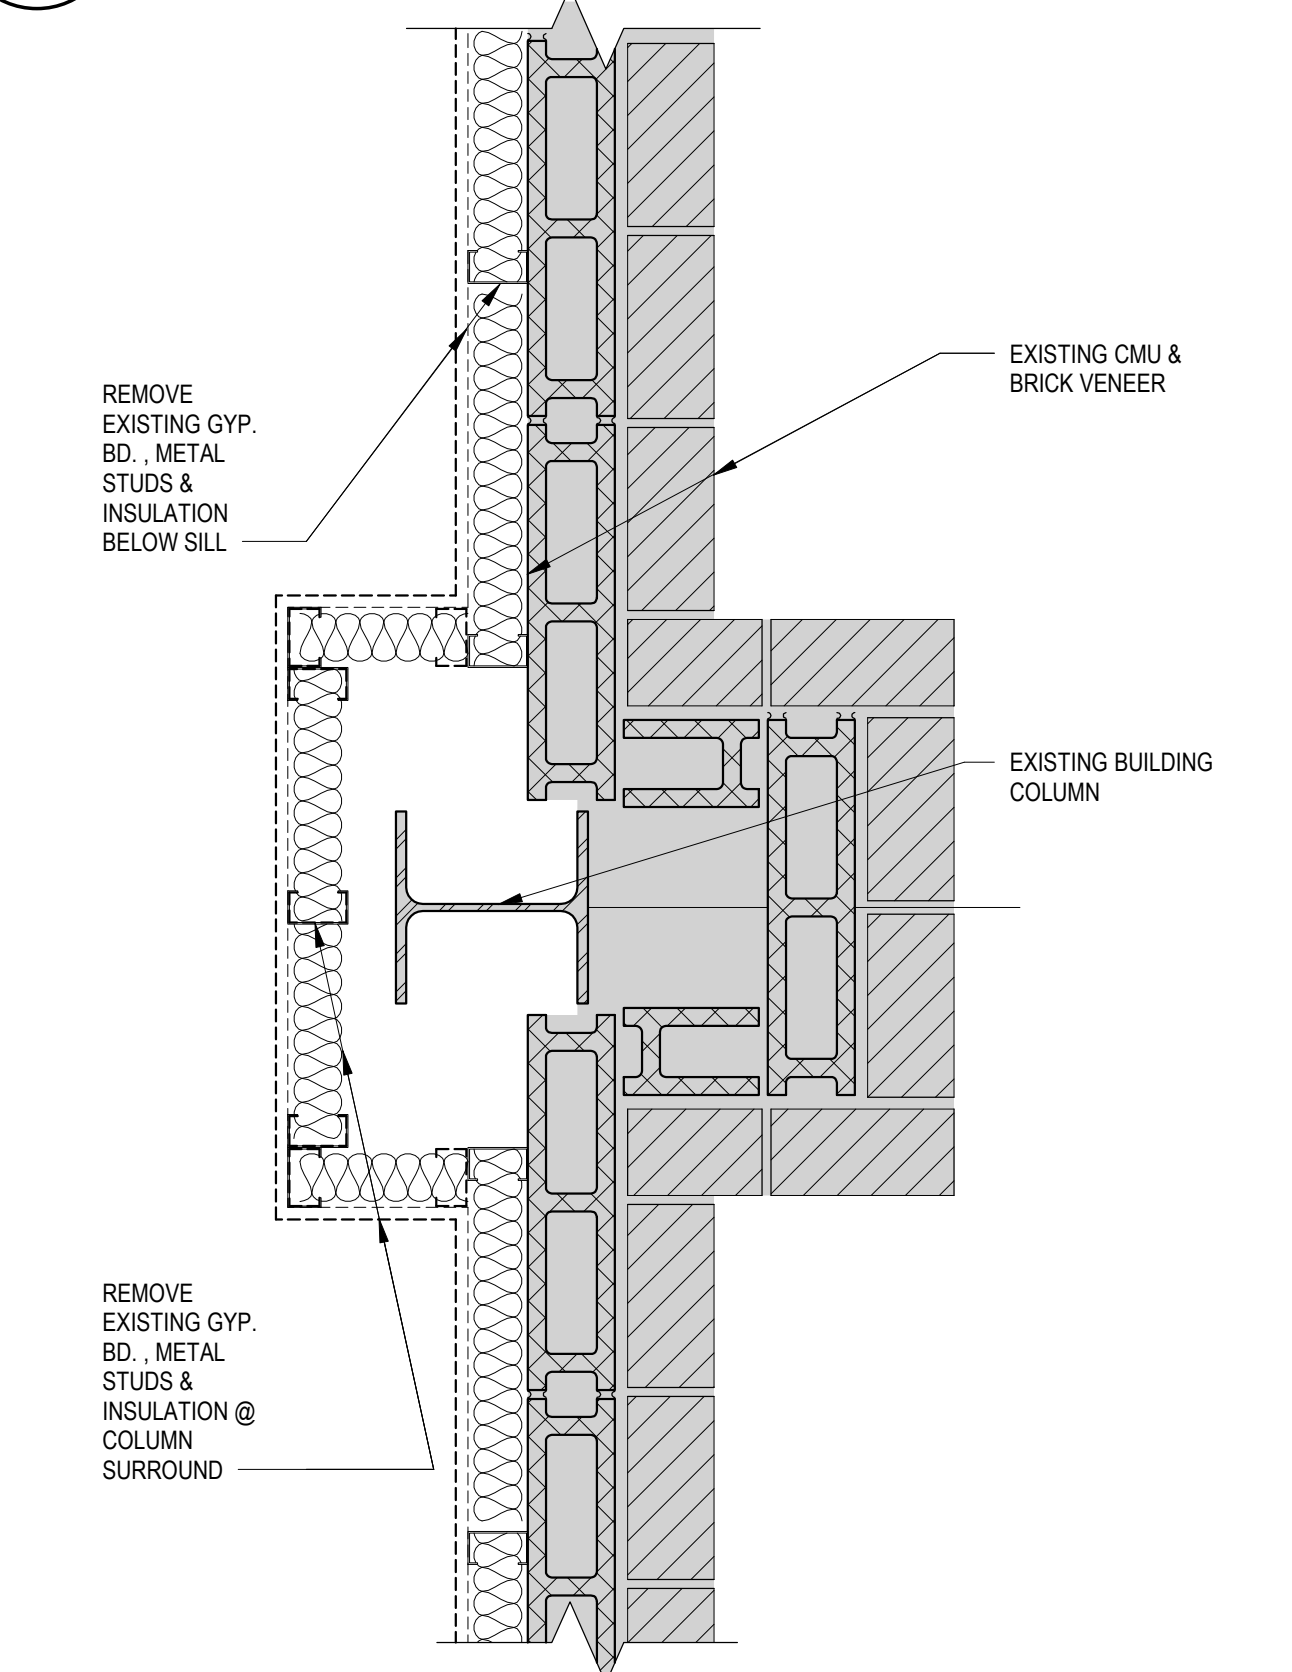 EXISTING CMU &
BRICK VENEER
REMOVE
EXISTING GYP.
BD. , METAL
STUDS &
INSULATION
BELOW SILL
EXISTING BUILDING
COLUMN
REMOVE
EXISTING GYP.
BD. , METAL
STUDS &
INSULATION @
COLUMN
SURROUND